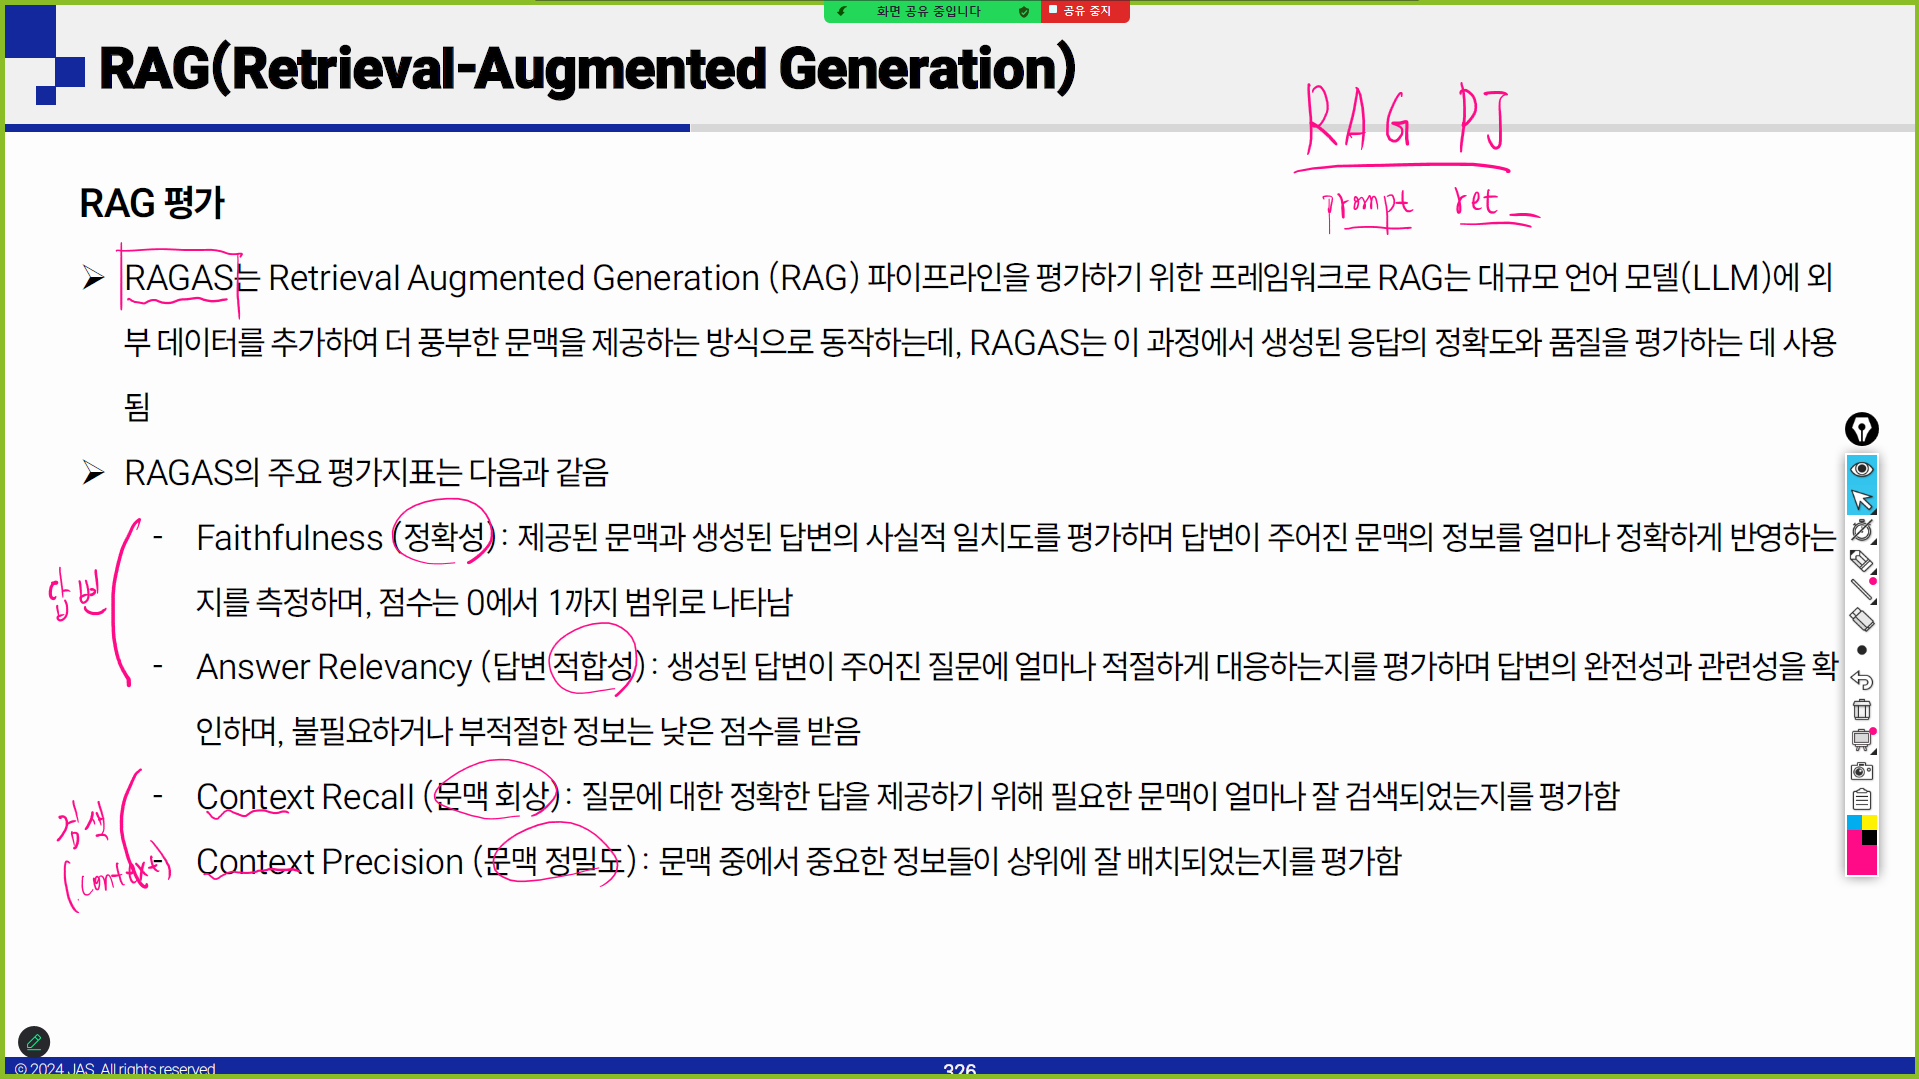 화면 공유 중입니다
공유 중지
RAG(Retrieval-Augmented Generation)
RAG PJ
prompt ret
RAG 평가
➢ RAGAS는 Retrieval Augmented Generation (RAG) 파이프라인을 평가하기 위한 프레임워크로 RAG는 대규모 언어 모델(LLM)에 외
부 데이터를 추가하여 더 풍부한 문맥을 제공하는 방식으로 동작하는데, RAGAS는 이 과정에서 생성된 응답의 정확도와 품질을 평가하는 데 사용
됨
➢ RAGAS의 주요 평가지표는 다음과 같음
- Faithfulness (정확성): 제공된 문맥과 생성된 답변의 사실적 일치도를 평가하며 답변이 주어진 문맥의 정보를 얼마나 정확하게 반영하는
지를 측정하며, 점수는 0에서 1까지 범위로 나타남
답변
- Answer Relevancy (답변 적합성): 생성된 답변이 주어진 질문에 얼마나 적절하게 대응하는지를 평가하며 답변의 완전성과 관련성을 확
인하며, 불필요하거나 부적절한 정보는 낮은 점수를 받음
- Context Recall (문맥 회상): 질문에 대한 정확한 답을 제공하기 위해 필요한 문맥이 얼마나 잘 검색되었는지를 평가함
검색
(context)
- Context Precision (문맥 정밀도): 문맥 중에서 중요한 정보들이 상위에 잘 배치되었는지를 평가함
© 2024 JAS. All rights reserved
326